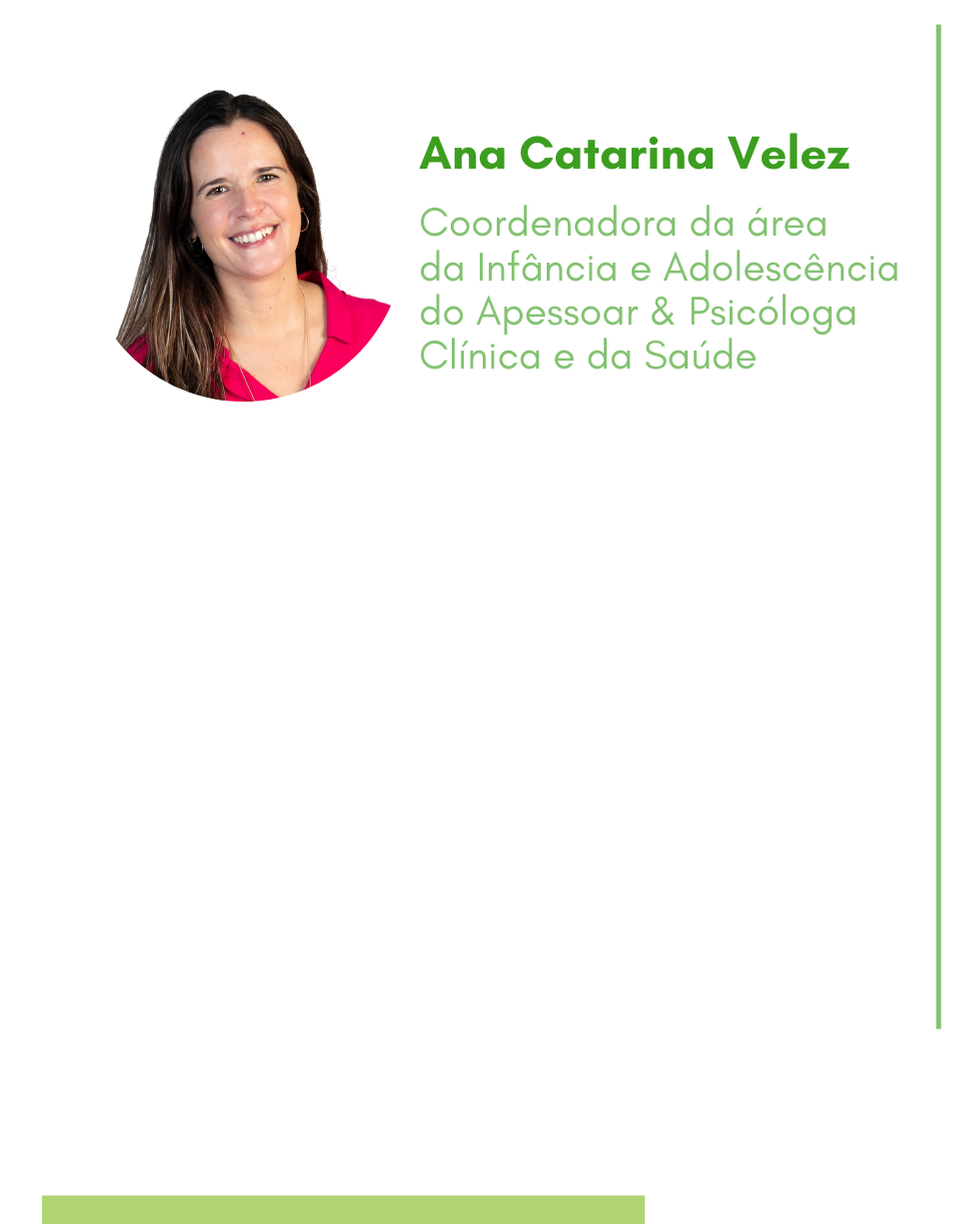 Ana Catarina Velez
Coordenadora da área
da Infância e Adolescência
do Apessoar & Psicóloga
Clínica e da Saúde